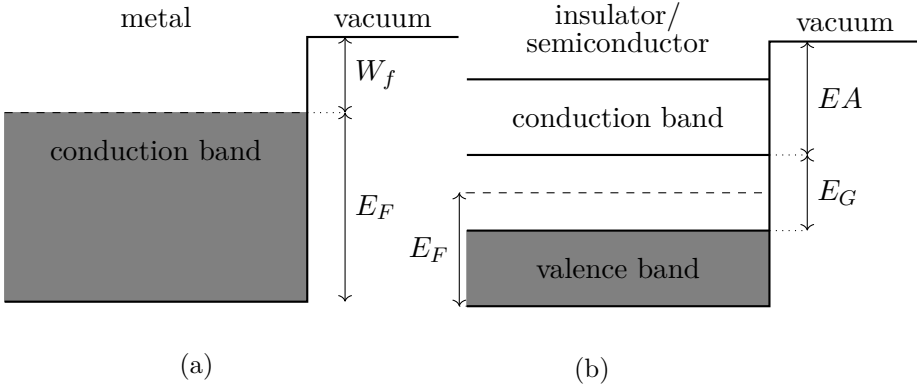 metal
vacuum
W_f
conduction band
E_F
(a)
insulator/
semiconductor
vacuum
EA
conduction band
E_G
E_F
valence band
(b)